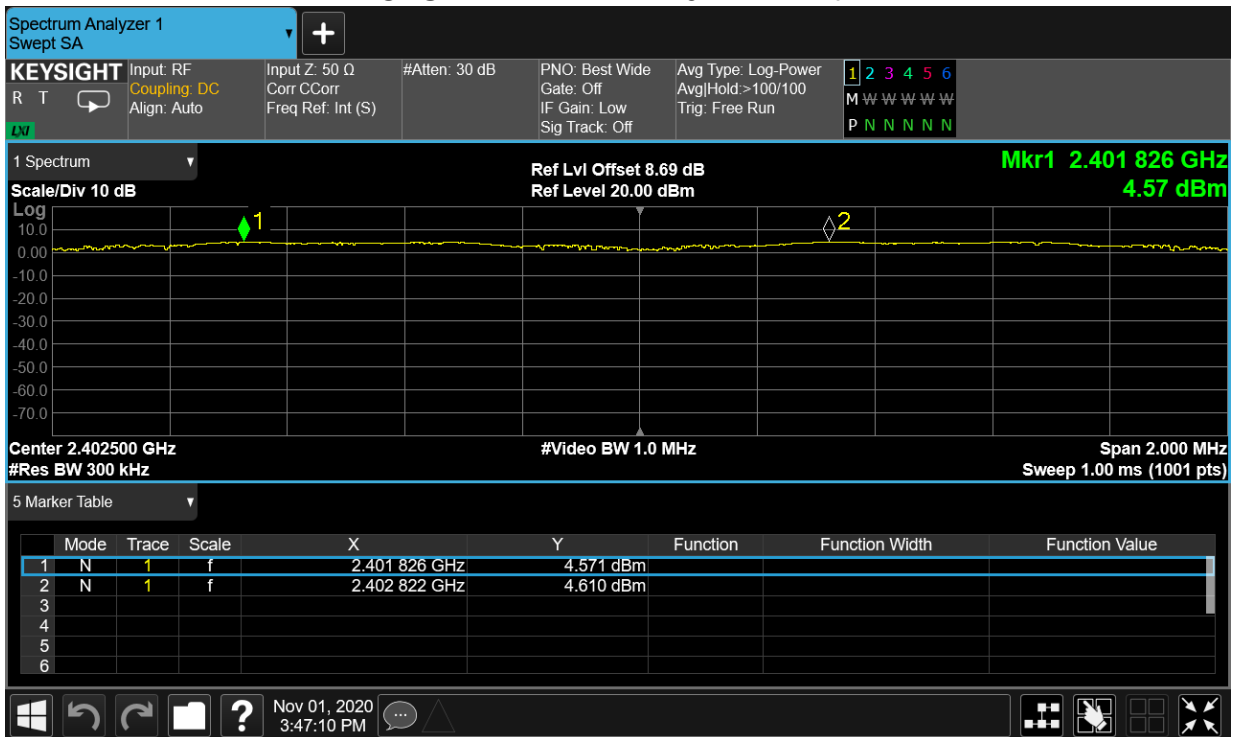 Spectrum Analyzer 1
Swept SA
+
KEYSIGHT
R T
LXI
Input: RF
Coupling: DC
Align: Auto
Input Z: 50 Ω
Corr CCorr
Freq Ref: Int (S)
#Atten: 30 dB
PNO: Best Wide
Gate: Off
IF Gain: Low
Sig Track: Off
Avg Type: Log-Power
Avg|Hold:>100/100
Trig: Free Run
1 2 3 4 5 6
M W W W W W
P N N N N N
1 Spectrum
Scale/Div 10 dB
Ref Lvl Offset 8.69 dB
Ref Level 20.00 dBm
Mkr1 2.401 826 GHz
4.57 dBm
Log
10.0
0.00
-10.0
-20.0
-30.0
-40.0
-50.0
-60.0
-70.0
1
2
Center 2.402500 GHz
#Res BW 300 kHz
#Video BW 1.0 MHz
Span 2.000 MHz
Sweep 1.00 ms (1001 pts)
5 Marker Table
Mode Trace Scale X Y Function Function Width Function Value
1 N 1 f 2.401 826 GHz 4.571 dBm
2 N 1 f 2.402 822 GHz 4.610 dBm
3
4
5
6
?
Nov 01, 2020
3:47:10 PM